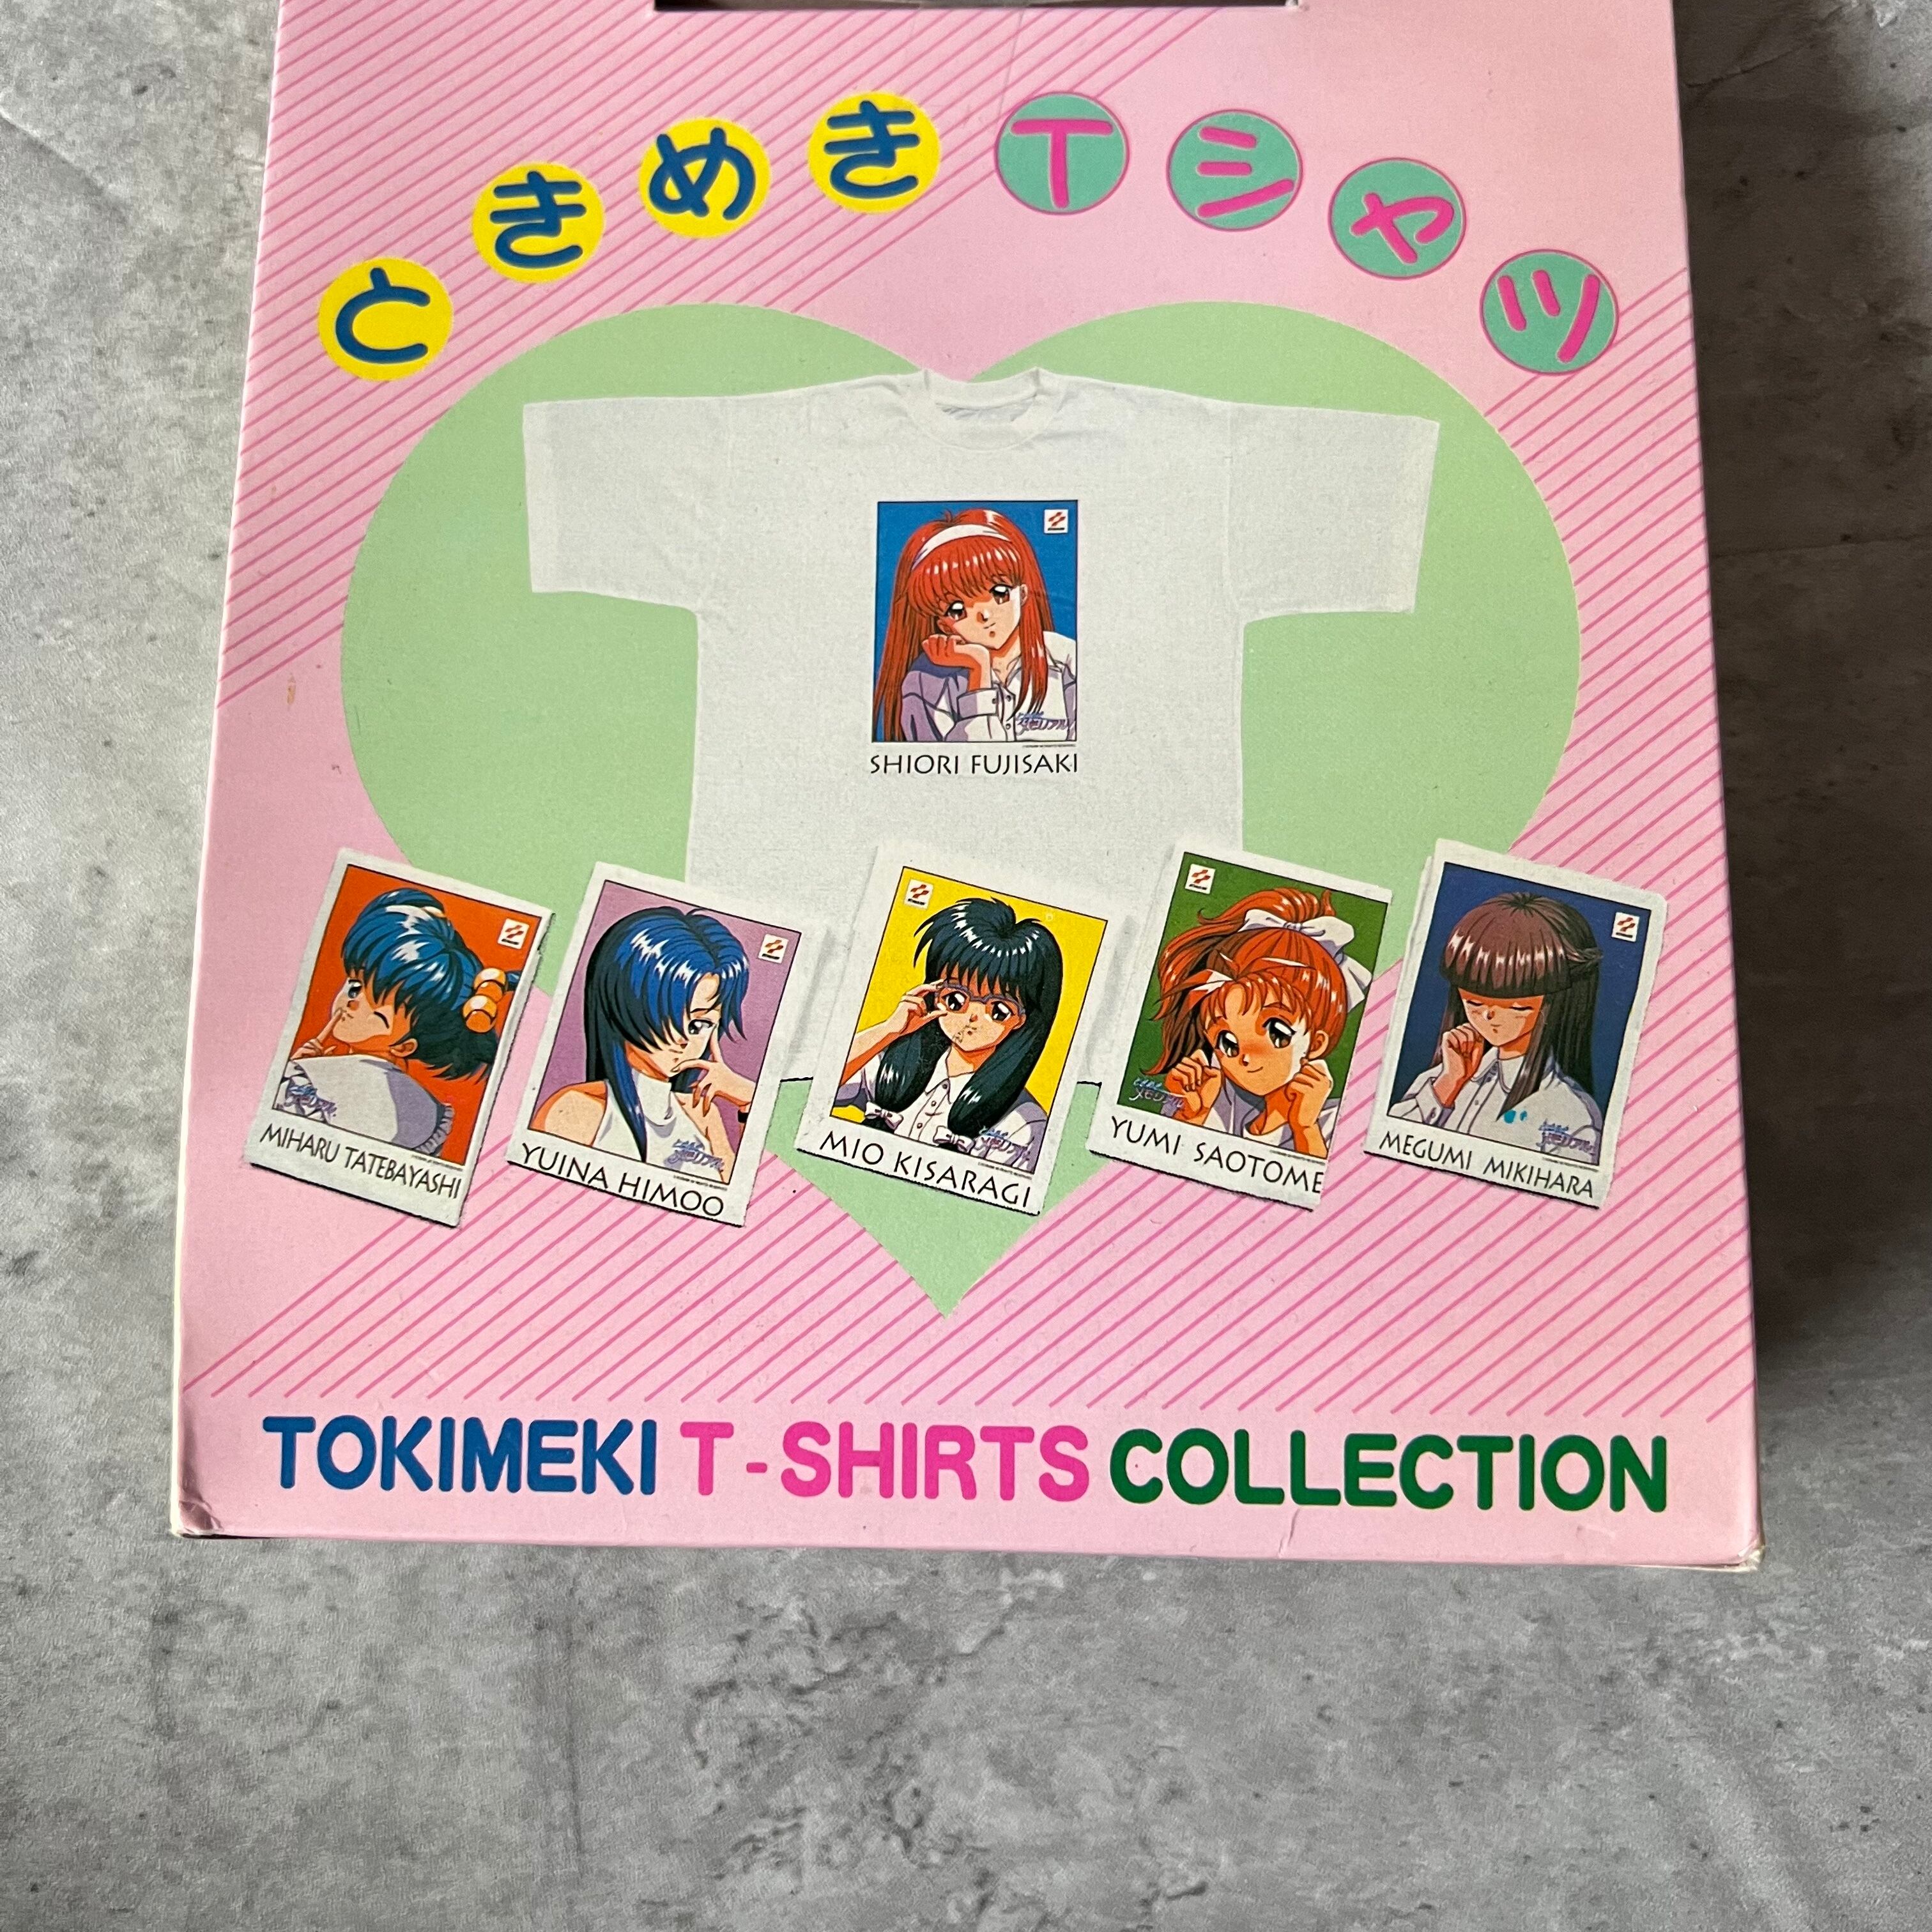 ときめきTシャツ
SHIORI FUJISAKI
MIHARU TATEBAYASHI
YUINA HIMOO
MIO KISARAGI
YUMI SAOTOME
MEGUMI MIKIHARA
TOKIMEKI T-SHIRTS COLLECTION